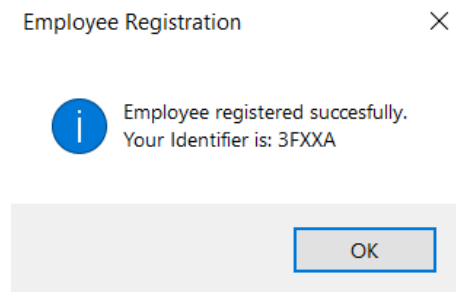 Employee Registration
Employee registered succesfully.
Your Identifier is: 3FXXA
OK